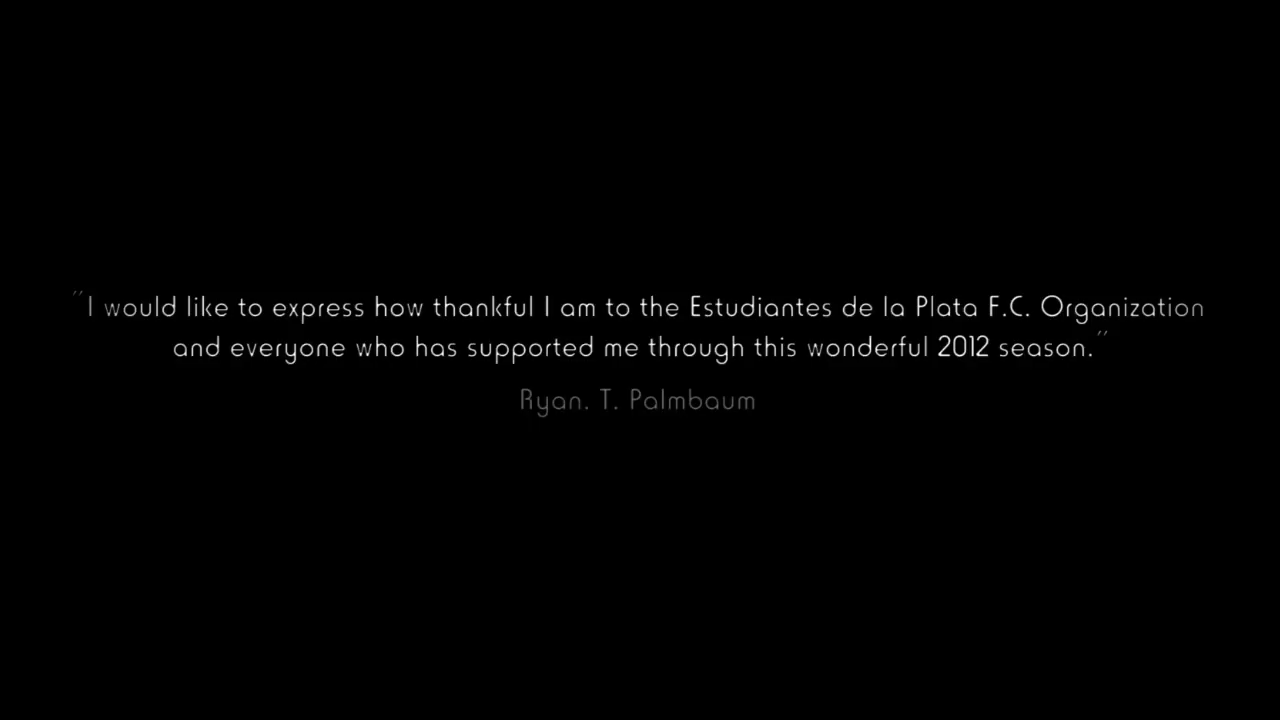 "I would like to express how thankful I am to the Estudiantes de la Plata F.C. Organization
and everyone who has supported me through this wonderful 2012 season."
Ryan. T. Palmbaum